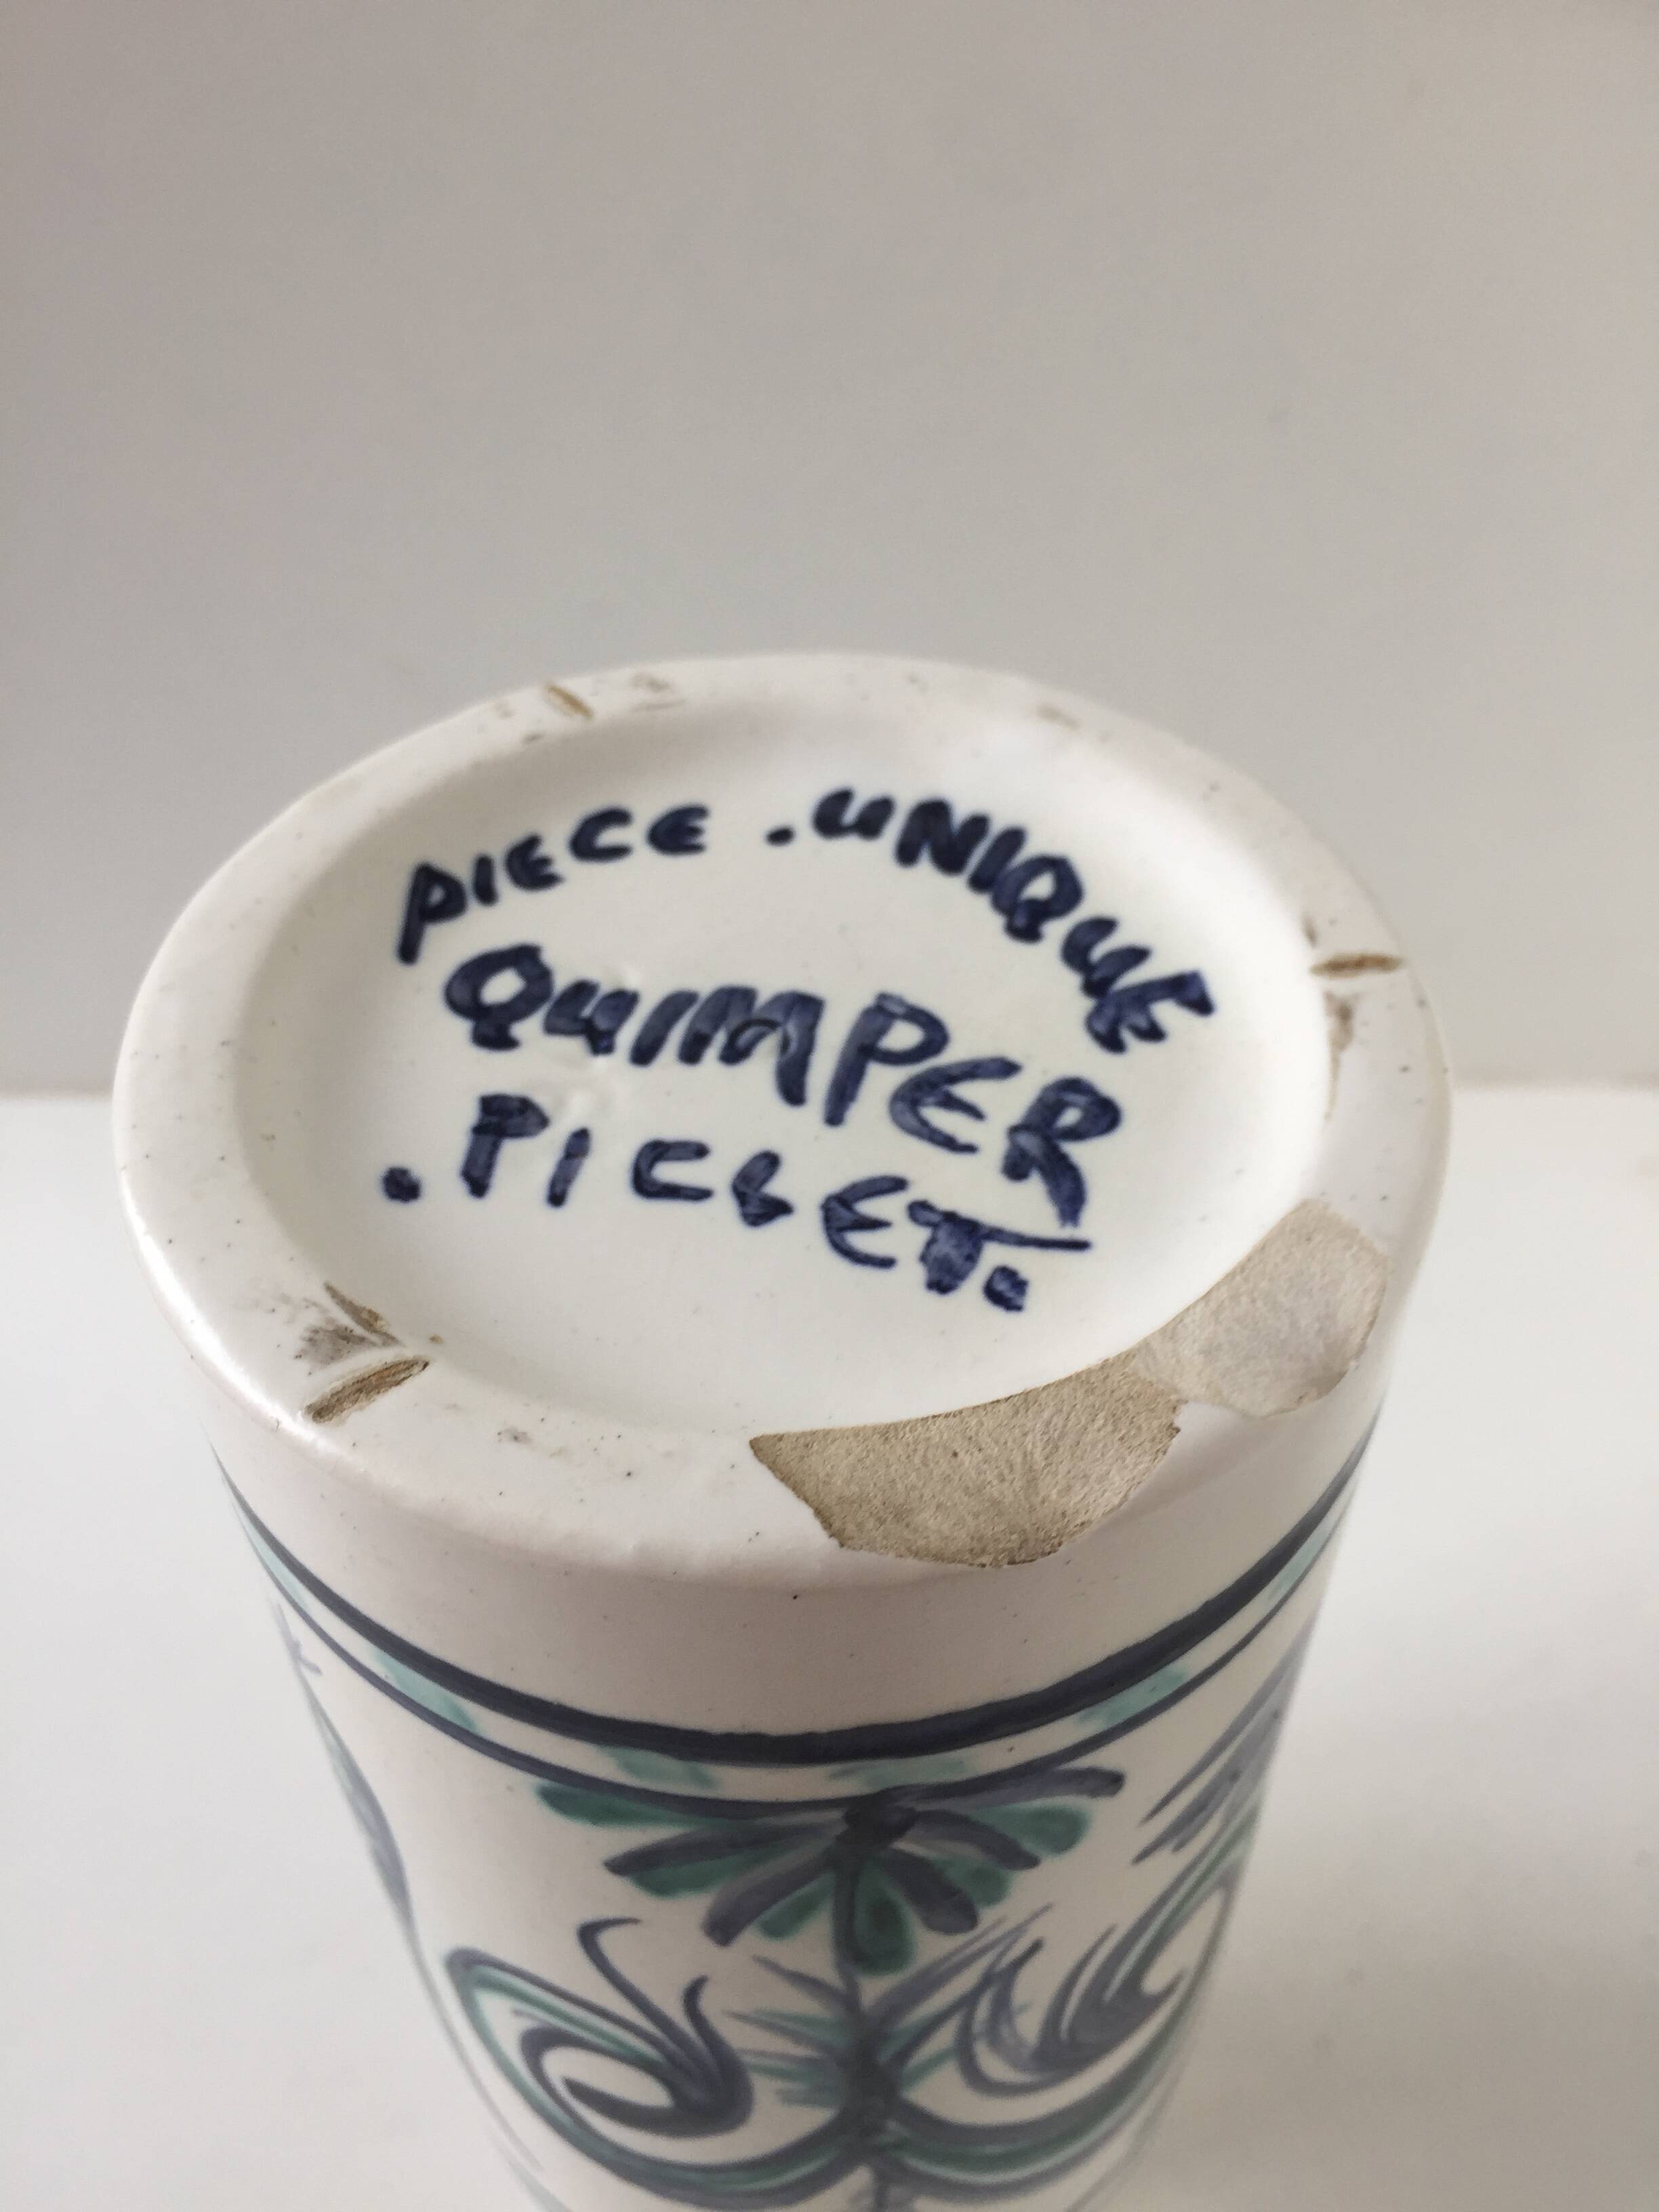 PIECE . UNIQUE
QUIMPER
. PICLET.